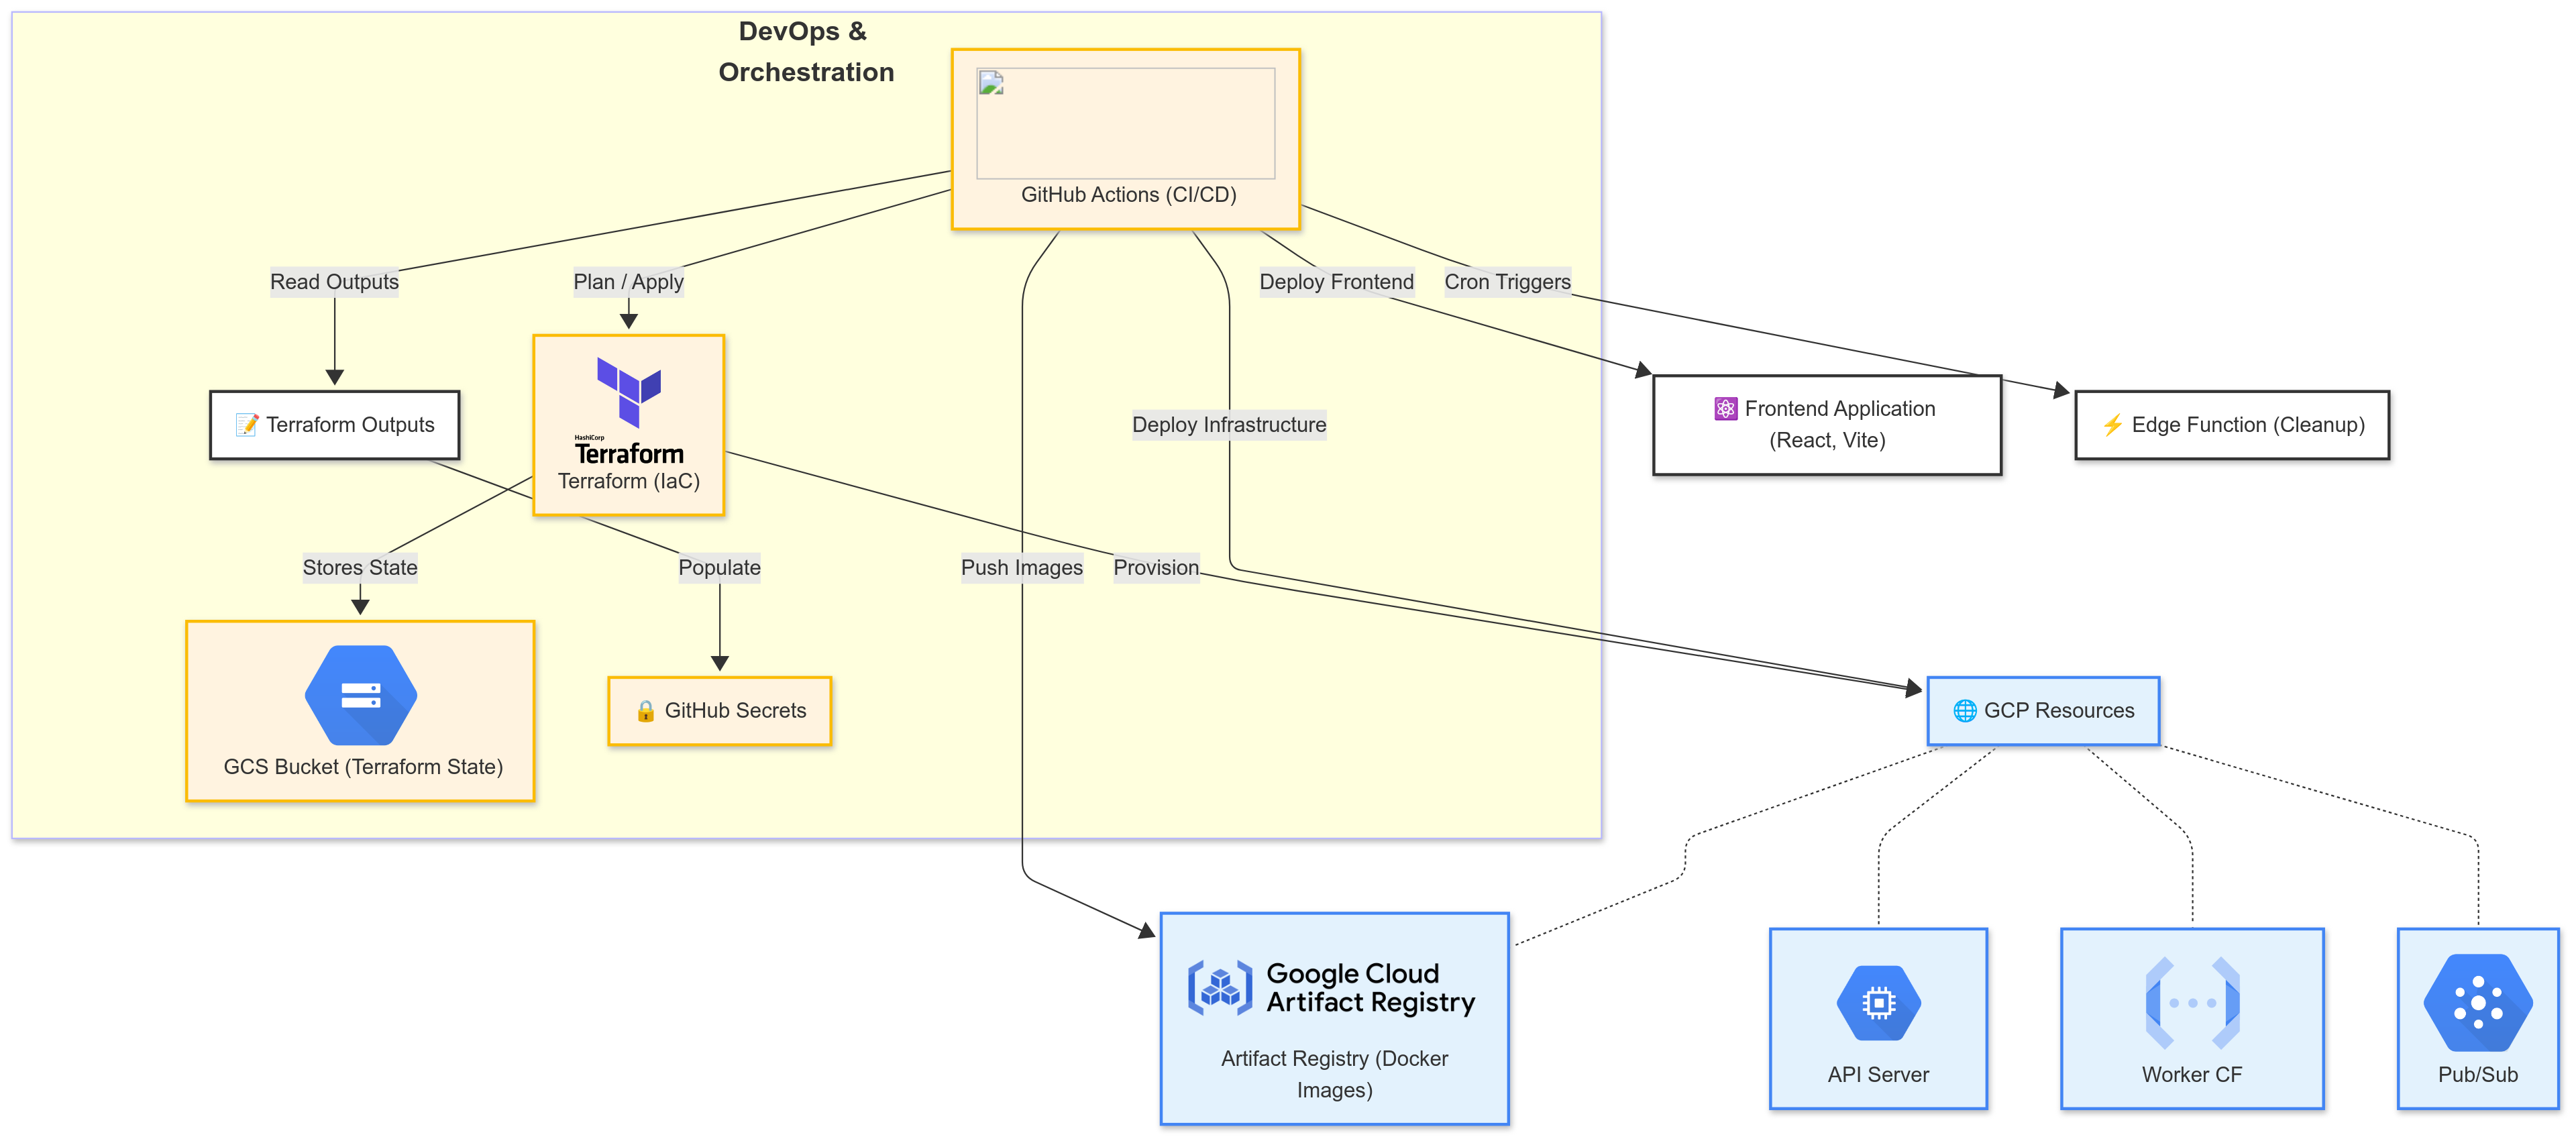 DevOps &
Orchestration
GitHub Actions (CI/CD)
Read Outputs
Plan / Apply
Deploy Frontend
Cron Triggers
Terraform Outputs
HashiCorp
Terraform
Terraform (IaC)
Deploy Infrastructure
Frontend Application
(React, Vite)
Edge Function (Cleanup)
Stores State
Populate
Push Images
Provision
GCS Bucket (Terraform State)
GitHub Secrets
GCP Resources
Google Cloud
Artifact Registry
Artifact Registry (Docker
Images)
API Server
Worker CF
Pub/Sub